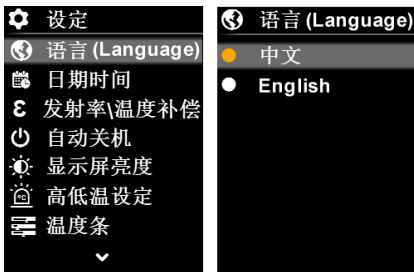 设定
语言(Language)
日期时间
发射率\温度补偿
自动关机
显示屏亮度
高低温设定
温度条
语言(Language)
中文
English